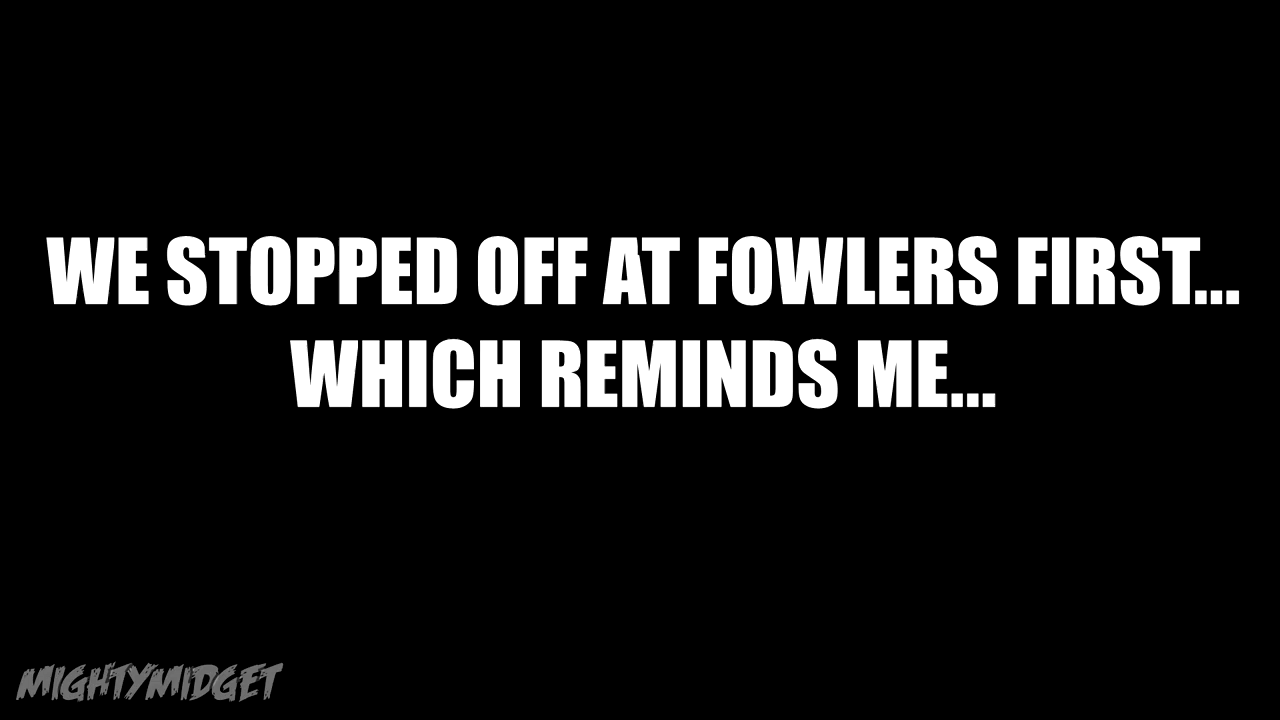 WE STOPPED OFF AT FOWLERS FIRST...
WHICH REMINDS ME...
MIGHTYMIDGET